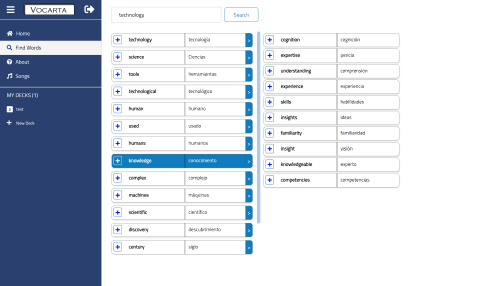 VOCARTA
Home
Find Words
About
Songs
MY DECKS (1)
test
New Deck
technology
Search
technology tecnología >
science Ciencias >
tools herramientas >
technological tecnológico >
human humano >
used usado >
humans humanos >
knowledge conocimiento >
complex complejo >
machines máquinas >
scientific científico >
discovery descubrimiento >
century siglo >
cognition cognición
expertise pericia
understanding comprensión
experience experiencia
skills habilidades
insights ideas
familiarity familiaridad
insight visión
knowledgeable experto
competencies competencias